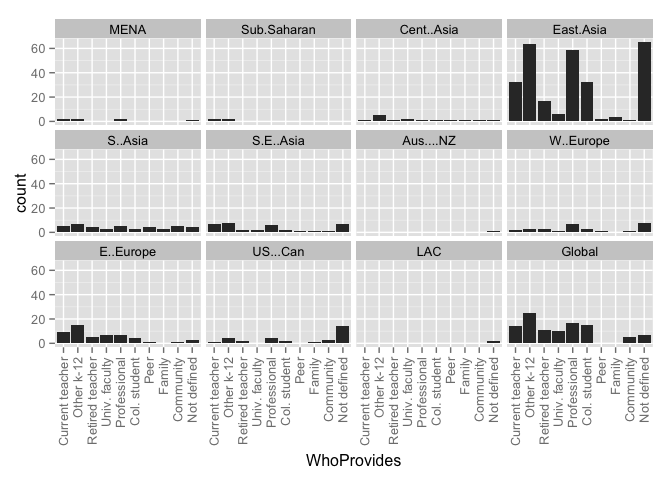 MENA Sub.Saharan Cent..Asia East.Asia
60
40
20
0
S..Asia S.E..Asia Aus....NZ W..Europe
60
40
20
0
count
E..Europe US...Can LAC Global
60
40
20
0
Current teacher Other k-12 Retired teacher Univ. faculty Professional Col. student Peer Family Community Not defined
Current teacher Other k-12 Retired teacher Univ. faculty Professional Col. student Peer Family Community Not defined
Current teacher Other k-12 Retired teacher Univ. faculty Professional Col. student Peer Family Community Not defined
Current teacher Other k-12 Retired teacher Univ. faculty Professional Col. student Peer Family Community Not defined
WhoProvides